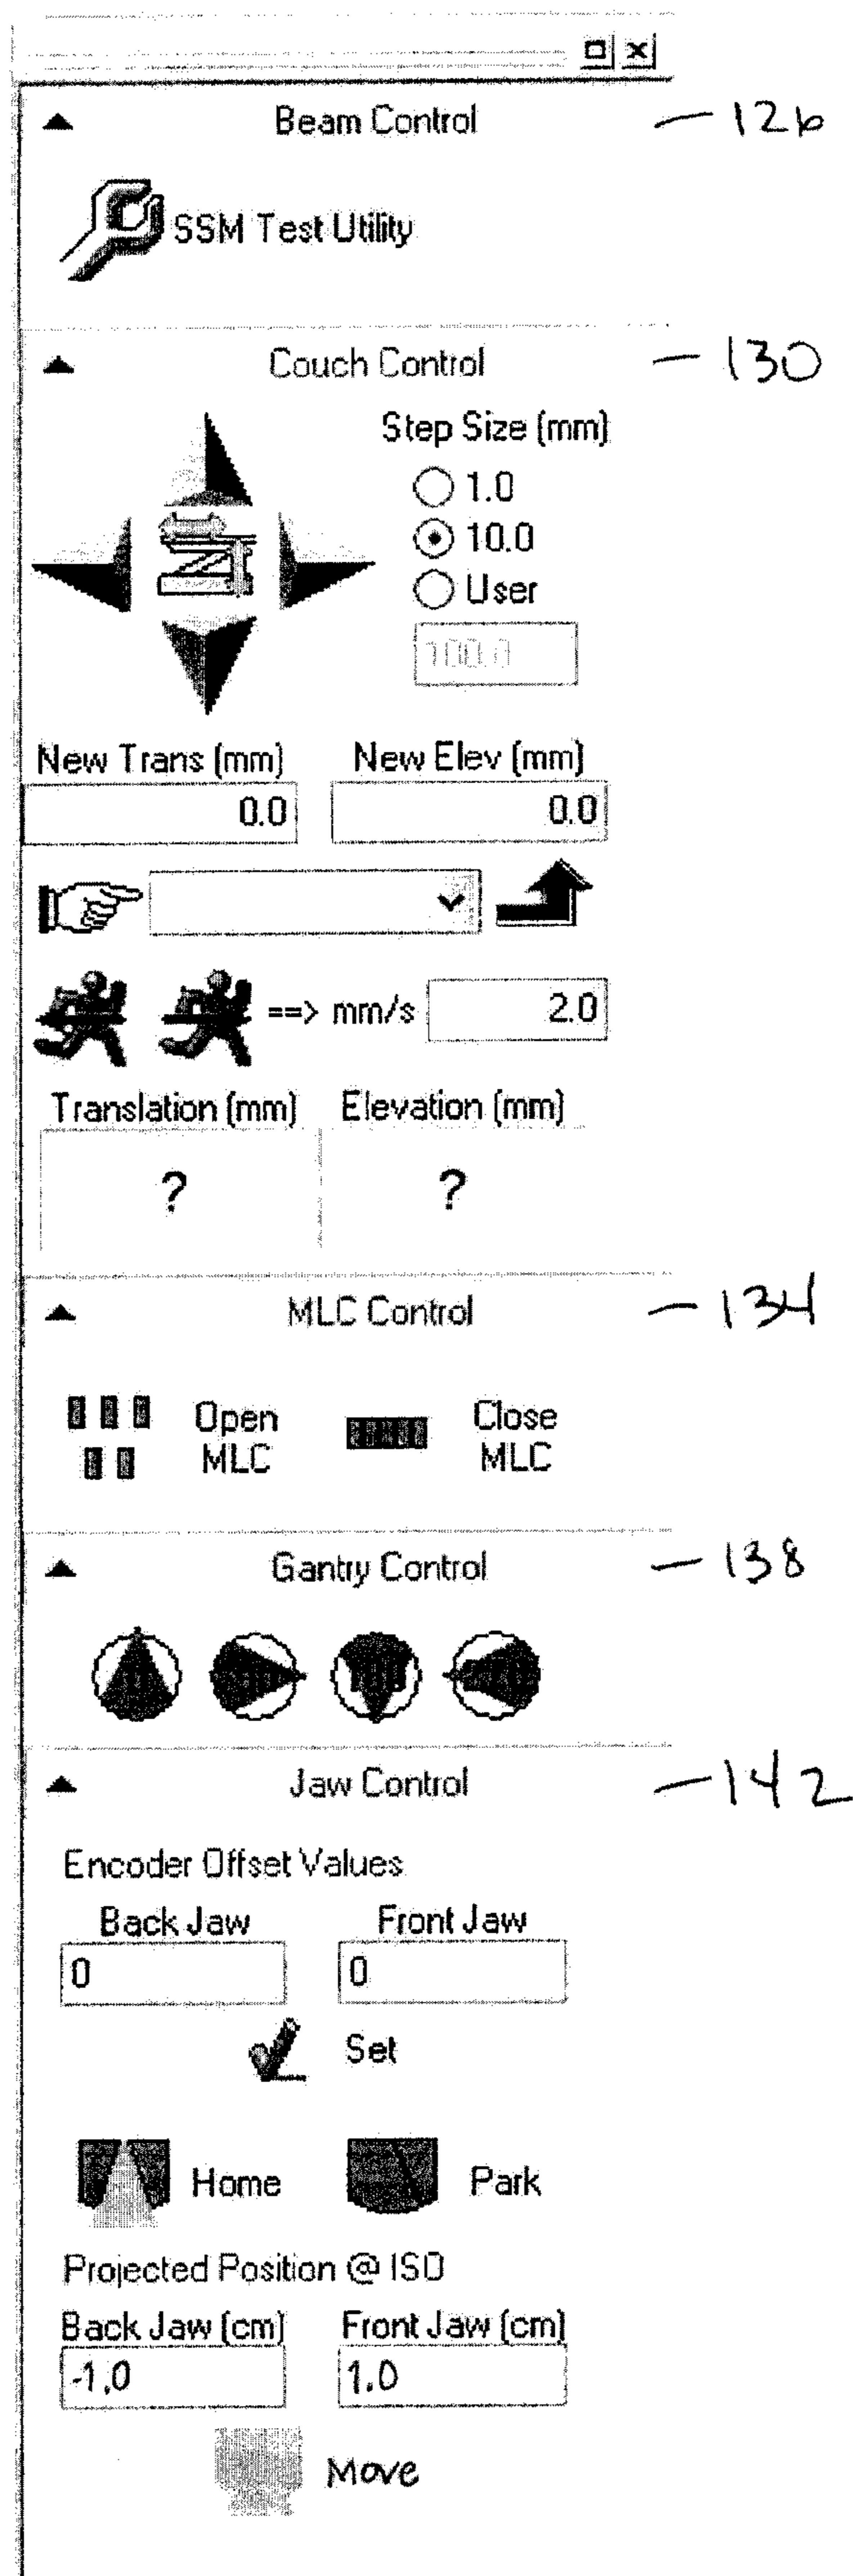 Beam Control — 126
SSM Test Utility
Couch Control — 130
Step Size (mm)
1.0
10.0
User
100.0
New Trans (mm) New Elev (mm)
0.0 0.0
==> mm/s 2.0
Translation (mm) Elevation (mm)
? ?
MLC Control — 134
Open Close
MLC MLC
Gantry Control — 138
Jaw Control — 142
Encoder Offset Values
Back Jaw Front Jaw
0 0
Set
Home Park
Projected Position @ ISO
Back Jaw (cm) Front Jaw (cm)
-1.0 1.0
Move